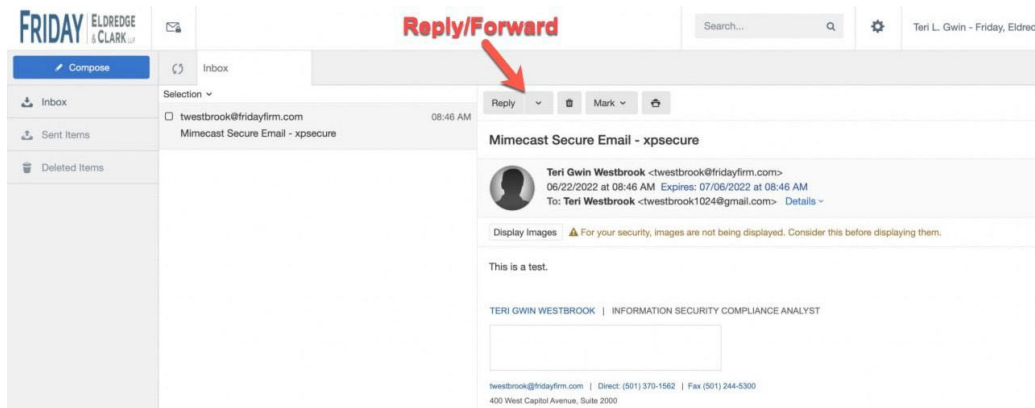 FRIDAY ELDREDGE
& CLARK LLP
Reply/Forward
Search...
Teri L. Gwin - Friday, Eldred
Compose
Inbox
Inbox
Sent Items
Deleted Items
Selection
twestbrook@fridayfirm.com 08:46 AM
Mimecast Secure Email - xpsecure
Reply Mark
Mimecast Secure Email - xpsecure
Teri Gwin Westbrook <twestbrook@fridayfirm.com>
06/22/2022 at 08:46 AM Expires: 07/06/2022 at 08:46 AM
To: Teri Westbrook <twestbrook1024@gmail.com> Details
Display Images For your security, images are not being displayed. Consider this before displaying them.
This is a test.
TERI GWIN WESTBROOK | INFORMATION SECURITY COMPLIANCE ANALYST
twestbrook@fridayfirm.com | Direct: (501) 370-1562 | Fax (501) 244-5300
400 West Capitol Avenue, Suite 2000